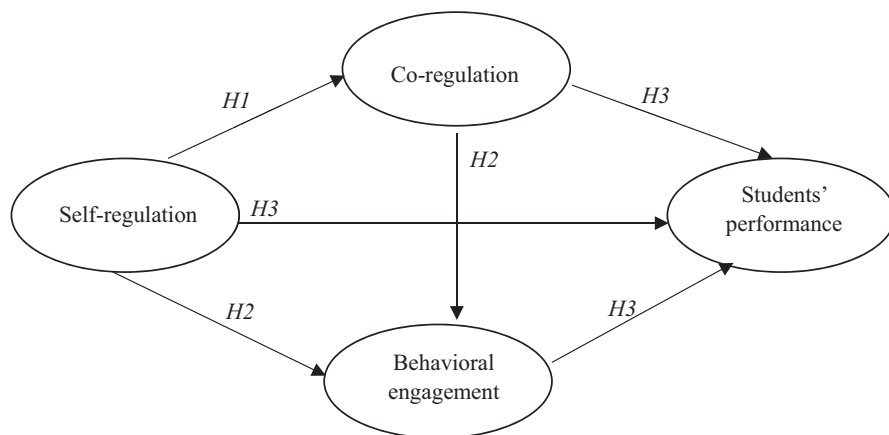 Co-regulation
H1
H3
H2
Self-regulation
H3
Students'
performance
H2
H3
Behavioral
engagement